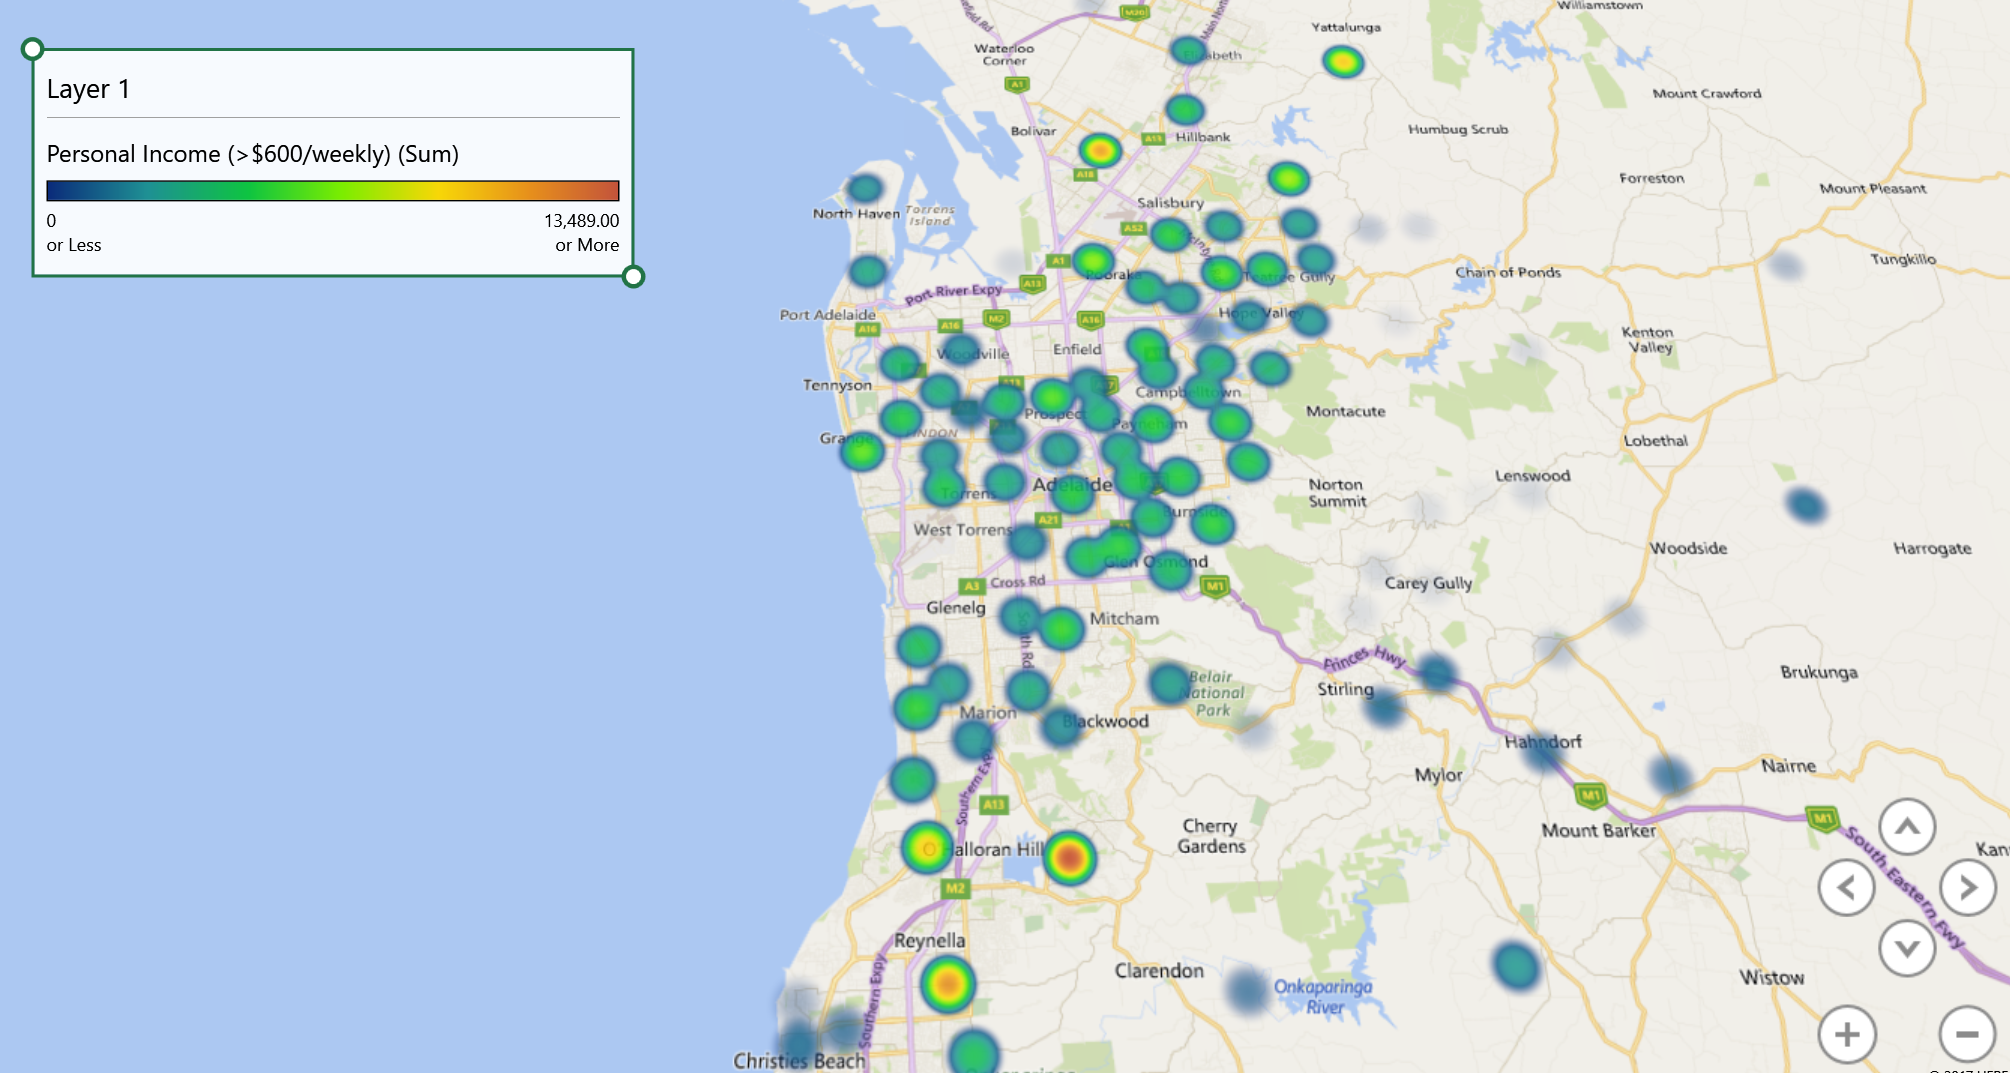 Layer 1
Personal Income (>$600/weekly) (Sum)
0
13,489.00
or Less
or More
Williamstown
M20
Yattalunga
Waterloo
Corner
Elizabeth
A1
Mount Crawford
Bolivar
A13
Hillbank
Humbug Scrub
A18
Forreston
Mount Pleasant
Salisbury
North Haven
Torrens
Island
A52
A1
Pooraka
Teatree Gully
Chain of Ponds
Tungkillo
Port River Expy
A13
Port Adelaide
A16
A16
M2
A16
Hope Valley
Woodville
Enfield
Kenton
Valley
Tennyson
A13
Campbelltown
Prospect
Payneham
Montacute
Grange
Lobethal
Lenswood
Torrens
Adelaide
Norton
Summit
West Torrens
A21
Burnside
Woodside
Harrogate
Glen Osmond
A3
Cross Rd
M1
Carey Gully
Glenelg
Mitcham
South Rd
Princes Hwy
Belair
National
Park
Stirling
Brukunga
Marion
Blackwood
Hahndorf
Mylor
Nairne
Southern Expy
A13
M1
M1
Cherry
Gardens
Mount Barker
O Halloran Hill
South Eastern Fwy
M2
Reynella
Clarendon
Onkaparinga
River
Wistow
Southern Expy
Christies Beach